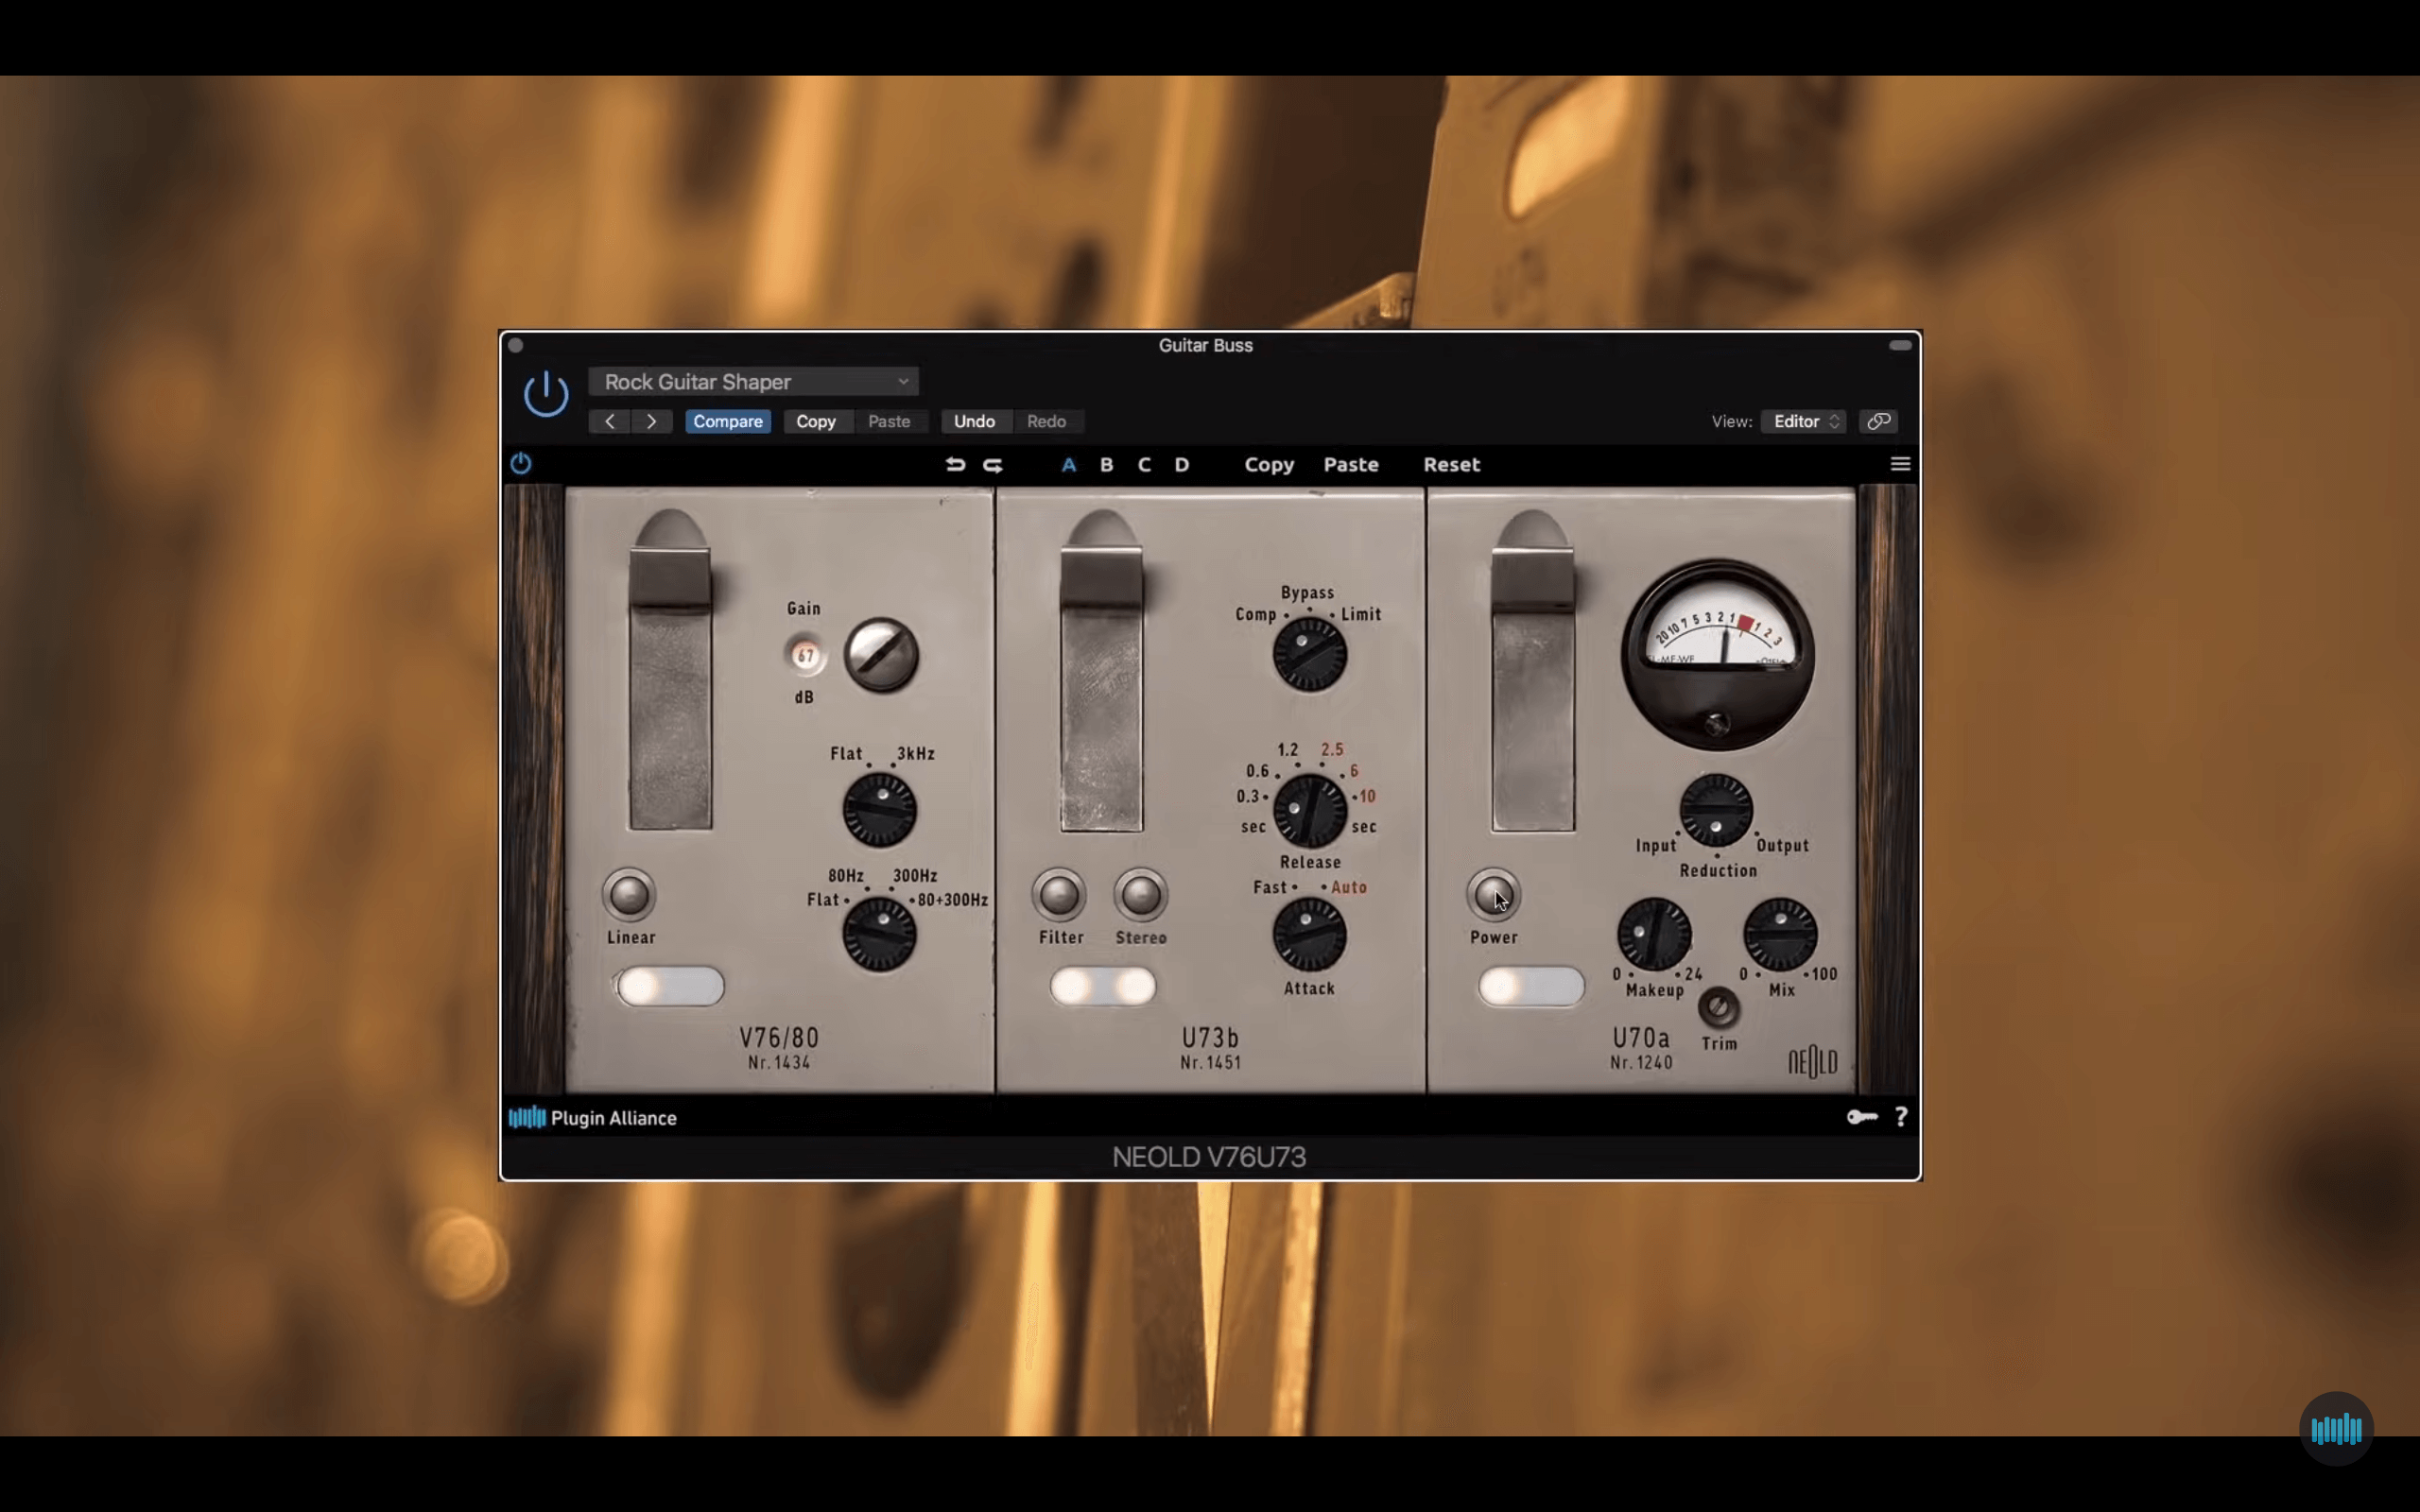 Guitar Buss
Rock Guitar Shaper
Compare Copy Paste Undo Redo View: Editor
A B C D Copy Paste Reset
Gain
67
dB
Flat 3kHz
80Hz 300Hz
Flat 80+300Hz
Linear
V76/80
Nr.1434
Bypass
Comp Limit
1.2 2.5
0.6 6
0.3 10
sec sec
Release
Fast Auto
Filter Stereo
Attack
U73b
Nr.1451
20 10 7 5 3 2 1 1 2 3
Input Output
Reduction
Power
0 24 0 100
Makeup Mix
U70a Trim
Nr.1240 NEOLD
Plugin Alliance ?
NEOLD V76U73